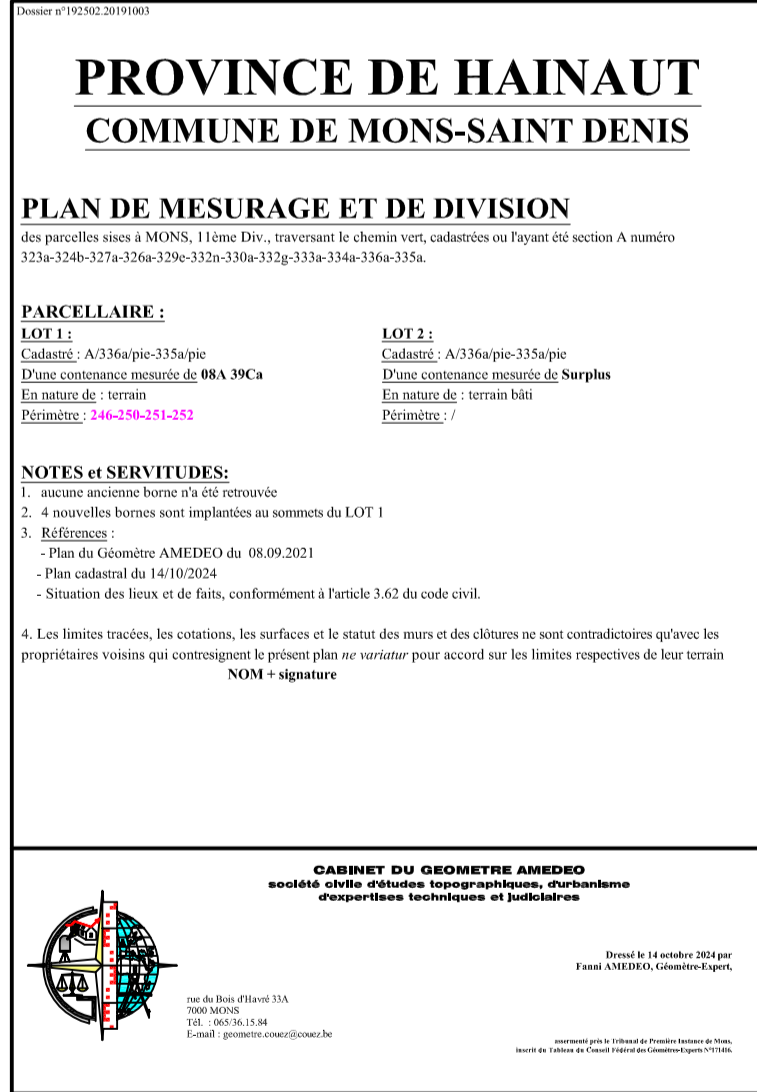 Dossier n°192502.20191003
PROVINCE DE HAINAUT
COMMUNE DE MONS-SAINT DENIS
PLAN DE MESURAGE ET DE DIVISION
des parcelles sises à MONS, 11ème Div., traversant le chemin vert, cadastrées ou l'ayant été section A numéro
323a-324b-327a-326a-329e-332n-330a-332g-333a-334a-336a-335a.
PARCELLAIRE :
LOT 1 :
Cadastré : A/336a/pie-335a/pie
D'une contenance mesurée de 08A 39Ca
En nature de : terrain
Périmètre : 246-250-251-252
LOT 2 :
Cadastré : A/336a/pie-335a/pie
D'une contenance mesurée de Surplus
En nature de : terrain bâti
Périmètre : /
NOTES et SERVITUDES:
1. aucune ancienne borne n'a été retrouvée
2. 4 nouvelles bornes sont implantées au sommets du LOT 1
3. Références :
- Plan du Géomètre AMEDEO du 08.09.2021
- Plan cadastral du 14/10/2024
- Situation des lieux et de faits, conformément à l'article 3.62 du code civil.
4. Les limites tracées, les cotations, les surfaces et le statut des murs et des clôtures ne sont contradictoires qu'avec les
propriétaires voisins qui contresignent le présent plan ne variatur pour accord sur les limites respectives de leur terrain
NOM + signature
CABINET DU GEOMETRE AMEDEO
société civile d'études topographiques, d'urbanisme
d'expertises techniques et judiciaires
Dressé le 14 octobre 2024 par
Fanni AMEDEO, Géomètre-Expert,
rue du Bois d'Havré 33A
7000 MONS
Tél. : 065/36.15.84
E-mail : geometre.couez@couez.be
assermenté près le Tribunal de Première Instance de Mons,
inscrit du Tableau du Conseil Fédéral des Géomètres-Experts N°171416.